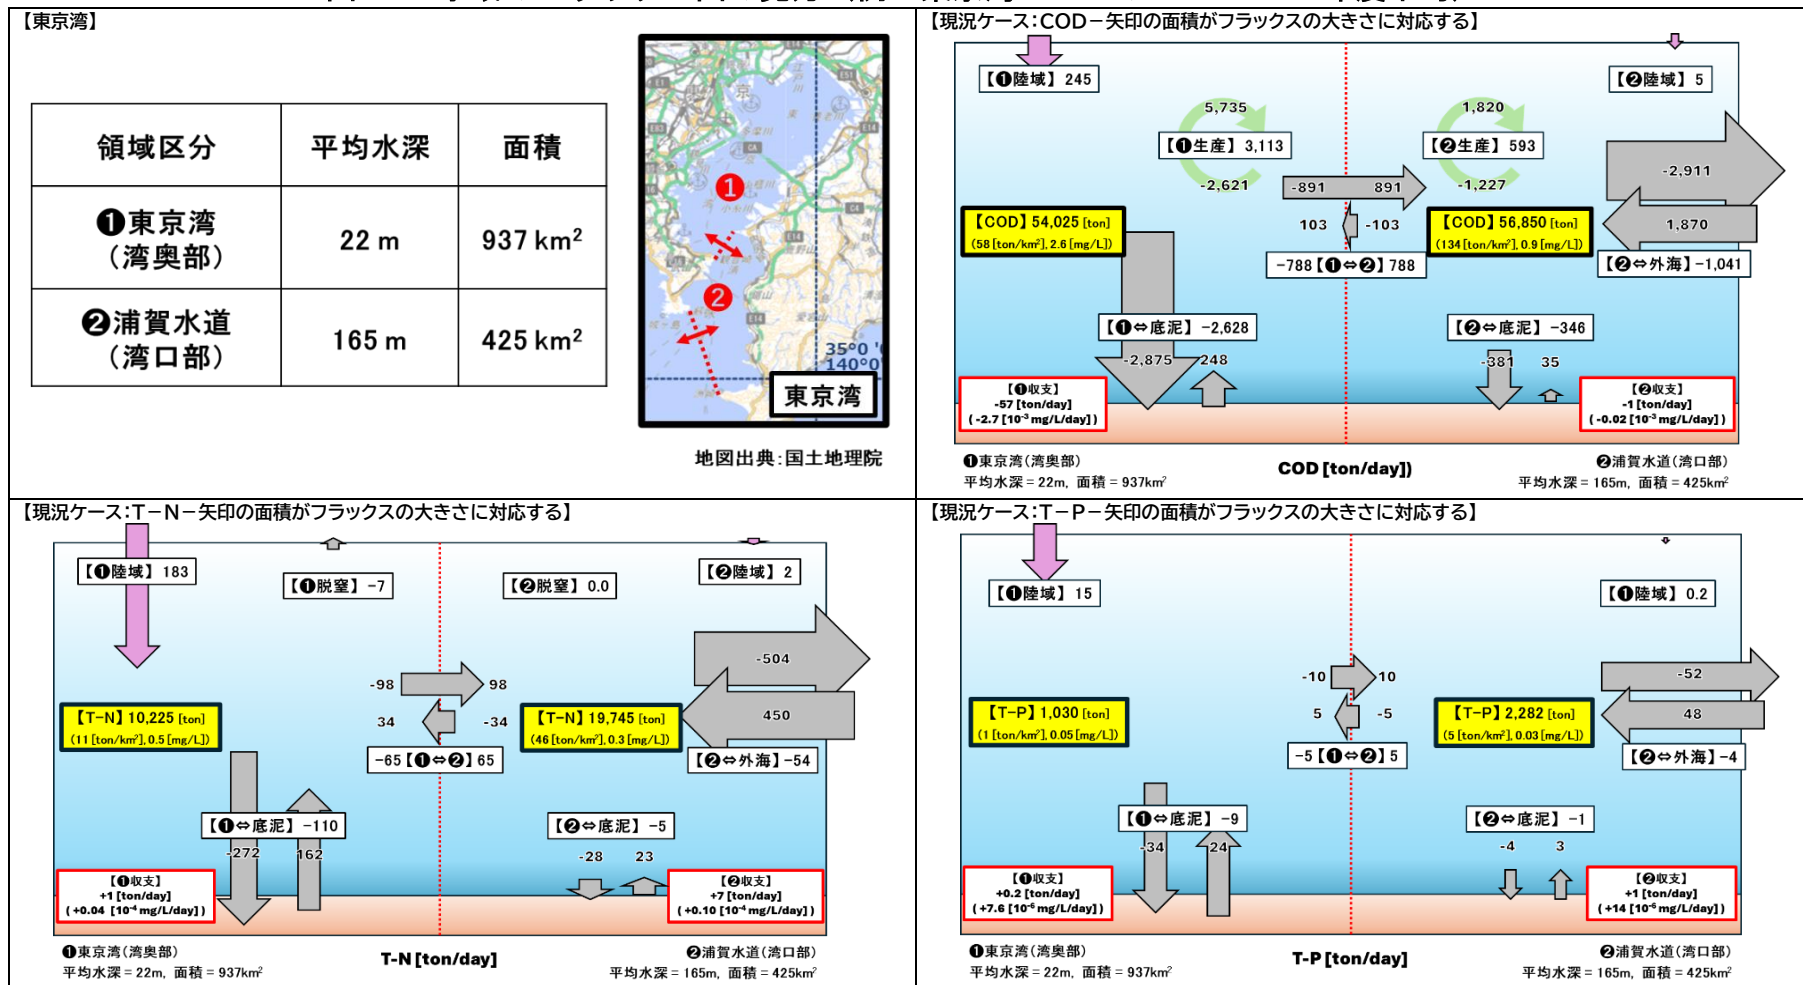 【東京湾】
領域区分 平均水深 面積
❶東京湾
（湾奥部）
22 m 937 km²
❷浦賀水道
（湾口部）
165 m 425 km²
❶
❷
35°0 '
140°0'
東京湾
地図出典：国土地理院
【現況ケース：COD－矢印の面積がフラックスの大きさに対応する】
【❶陸域】 245
【❷陸域】 5
5,735
【❶生産】 3,113
-2,621
1,820
【❷生産】 593
-1,227
-891 891
103 -103
-788【❶⇔❷】788
-2,911
1,870
【❷⇔外海】-1,041
【COD】54,025 [ton]
(58 [ton/km²], 2.6 [mg/L])
【COD】56,850 [ton]
(134 [ton/km²], 0.9 [mg/L])
【❶⇔底泥】-2,628
-2,875 248
【❷⇔底泥】-346
-381 35
【❶収支】
-57 [ton/day]
( -2.7 [10⁻³ mg/L/day] )
【❷収支】
-1 [ton/day]
( -0.02 [10⁻³ mg/L/day] )
❶東京湾（湾奥部）
平均水深 = 22m, 面積 = 937km²
COD [ton/day])
❷浦賀水道（湾口部）
平均水深 = 165m, 面積 = 425km²
【現況ケース：T－N－矢印の面積がフラックスの大きさに対応する】
【❶陸域】 183
【❶脱窒】 -7
【❷脱窒】 0.0
【❷陸域】 2
-98 98
34 -34
-65【❶⇔❷】65
-504
450
【❷⇔外海】-54
【T-N】10,225 [ton]
(11 [ton/km²], 0.5 [mg/L])
【T-N】19,745 [ton]
(46 [ton/km²], 0.3 [mg/L])
【❶⇔底泥】-110
-272 162
【❷⇔底泥】-5
-28 23
【❶収支】
+1 [ton/day]
( +0.04 [10⁻⁴ mg/L/day] )
【❷収支】
+7 [ton/day]
( +0.10 [10⁻⁴ mg/L/day] )
❶東京湾（湾奥部）
平均水深 = 22m, 面積 = 937km²
T-N [ton/day]
❷浦賀水道（湾口部）
平均水深 = 165m, 面積 = 425km²
【現況ケース：T－P－矢印の面積がフラックスの大きさに対応する】
【❶陸域】 15
【❶陸域】 0.2
-10 10
5 -5
-5【❶⇔❷】5
-52
48
【❷⇔外海】-4
【T-P】1,030 [ton]
(1 [ton/km²], 0.05 [mg/L])
【T-P】2,282 [ton]
(5 [ton/km²], 0.03 [mg/L])
【❶⇔底泥】-9
-34 24
【❷⇔底泥】-1
-4 3
【❶収支】
+0.2 [ton/day]
( +7.6 [10⁻⁶ mg/L/day] )
【❷収支】
+1 [ton/day]
( +14 [10⁻⁶ mg/L/day] )
❶東京湾（湾奥部）
平均水深 = 22m, 面積 = 937km²
T-P [ton/day]
❷浦賀水道（湾口部）
平均水深 = 165m, 面積 = 425km²